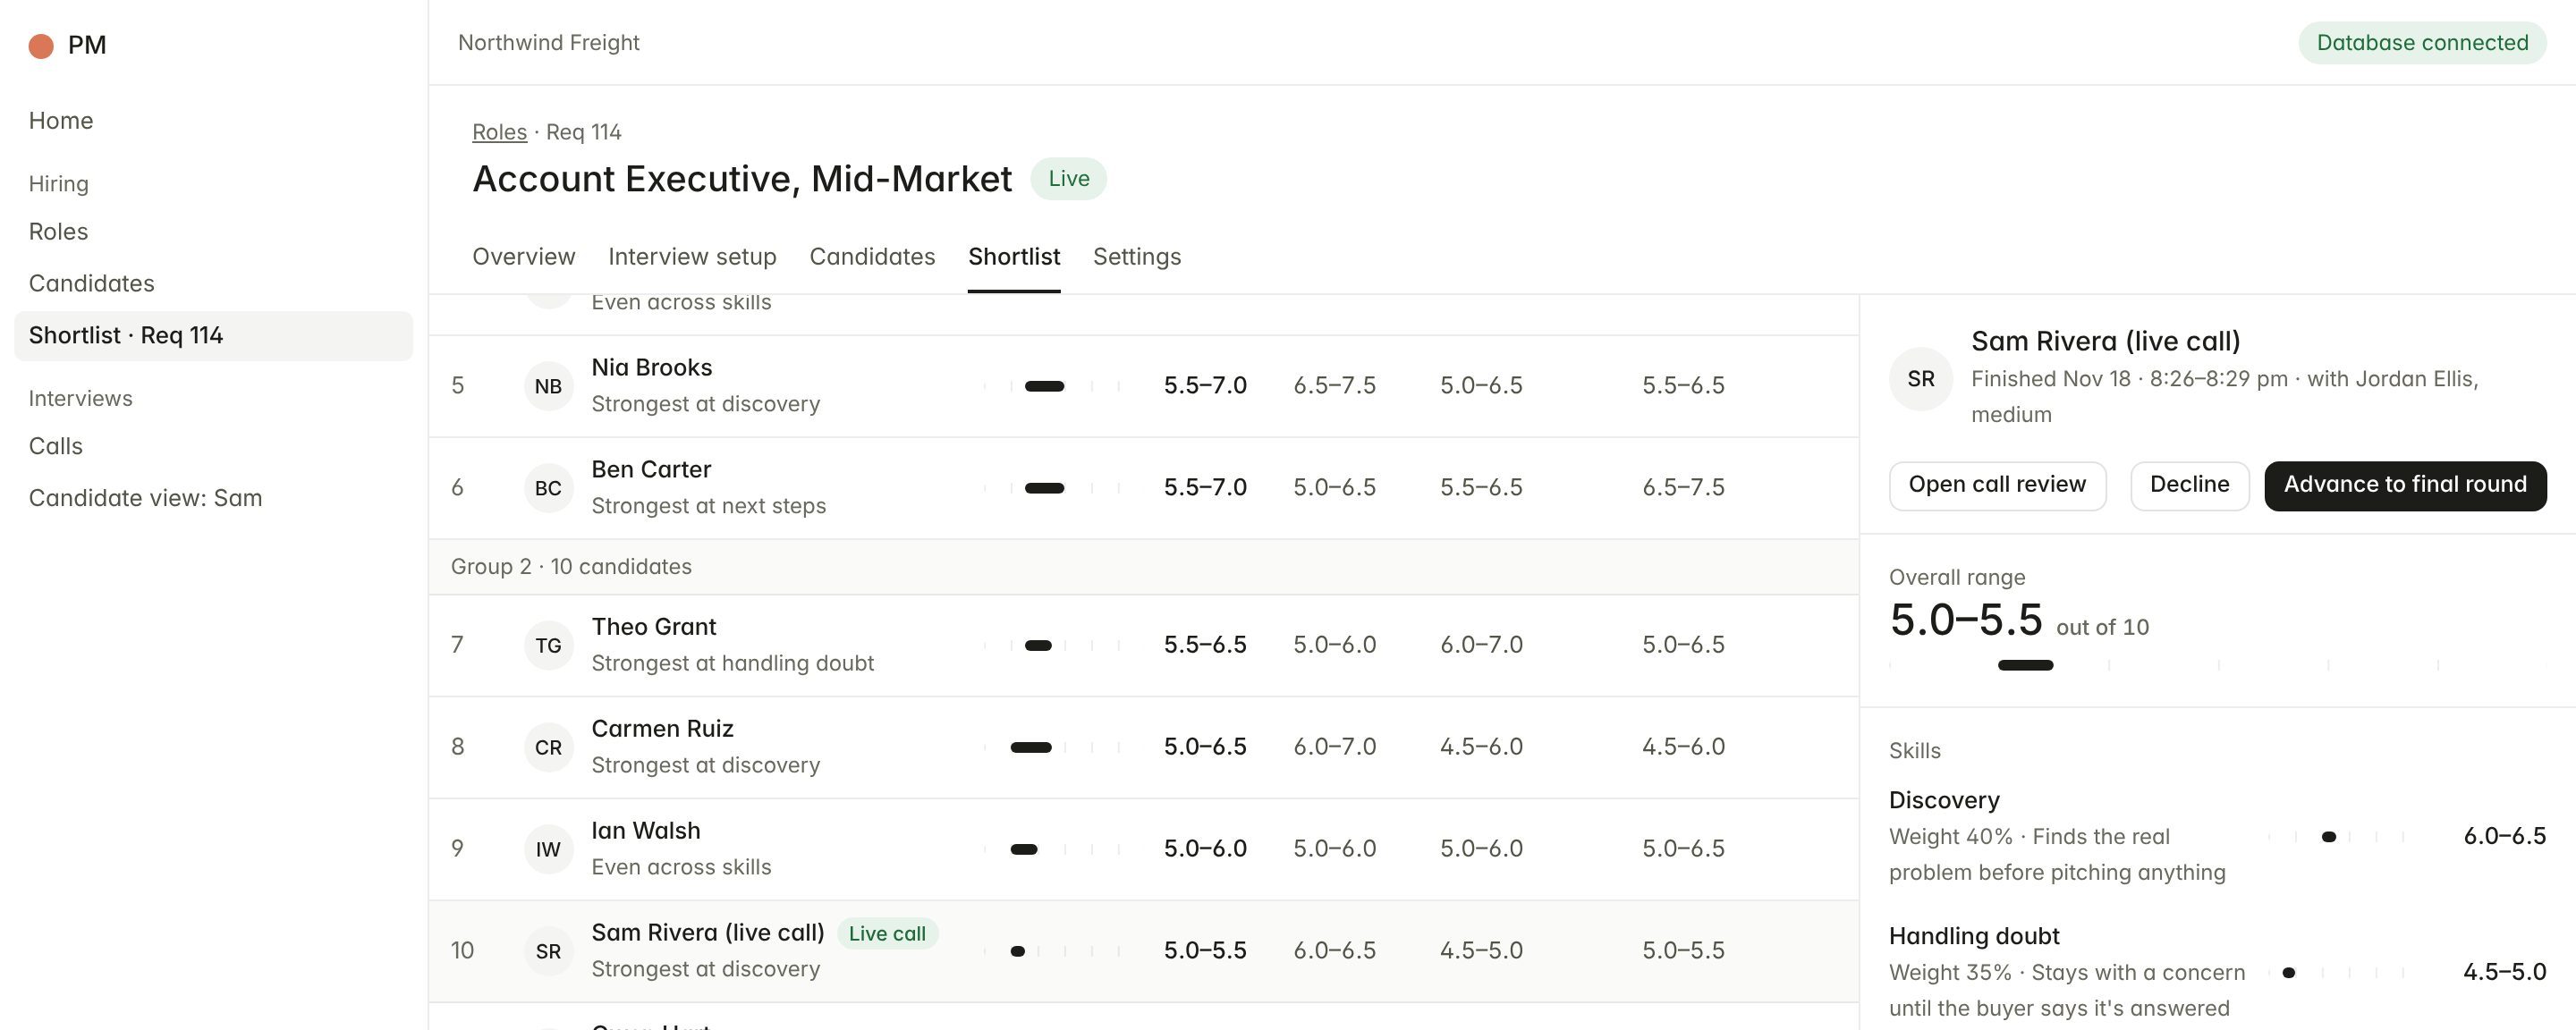 PM
Home
Hiring
Roles
Candidates
Shortlist · Req 114
Interviews
Calls
Candidate view: Sam
Northwind Freight
Database connected
Roles · Req 114
Account Executive, Mid-Market
Live
Overview
Interview setup
Candidates
Shortlist
Settings
Even across skills
5
NB
Nia Brooks
Strongest at discovery
5.5–7.0
6.5–7.5
5.0–6.5
5.5–6.5
6
BC
Ben Carter
Strongest at next steps
5.5–7.0
5.0–6.5
5.5–6.5
6.5–7.5
Group 2 · 10 candidates
7
TG
Theo Grant
Strongest at handling doubt
5.5–6.5
5.0–6.0
6.0–7.0
5.0–6.5
8
CR
Carmen Ruiz
Strongest at discovery
5.0–6.5
6.0–7.0
4.5–6.0
4.5–6.0
9
IW
Ian Walsh
Even across skills
5.0–6.0
5.0–6.0
5.0–6.0
5.0–6.5
10
SR
Sam Rivera (live call)
Live call
Strongest at discovery
5.0–5.5
6.0–6.5
4.5–5.0
5.0–5.5
SR
Sam Rivera (live call)
Finished Nov 18 · 8:26–8:29 pm · with Jordan Ellis,
medium
Open call review
Decline
Advance to final round
Overall range
5.0–5.5 out of 10
Skills
Discovery
Weight 40% · Finds the real
problem before pitching anything
6.0–6.5
Handling doubt
Weight 35% · Stays with a concern
until the buyer says it's answered
4.5–5.0